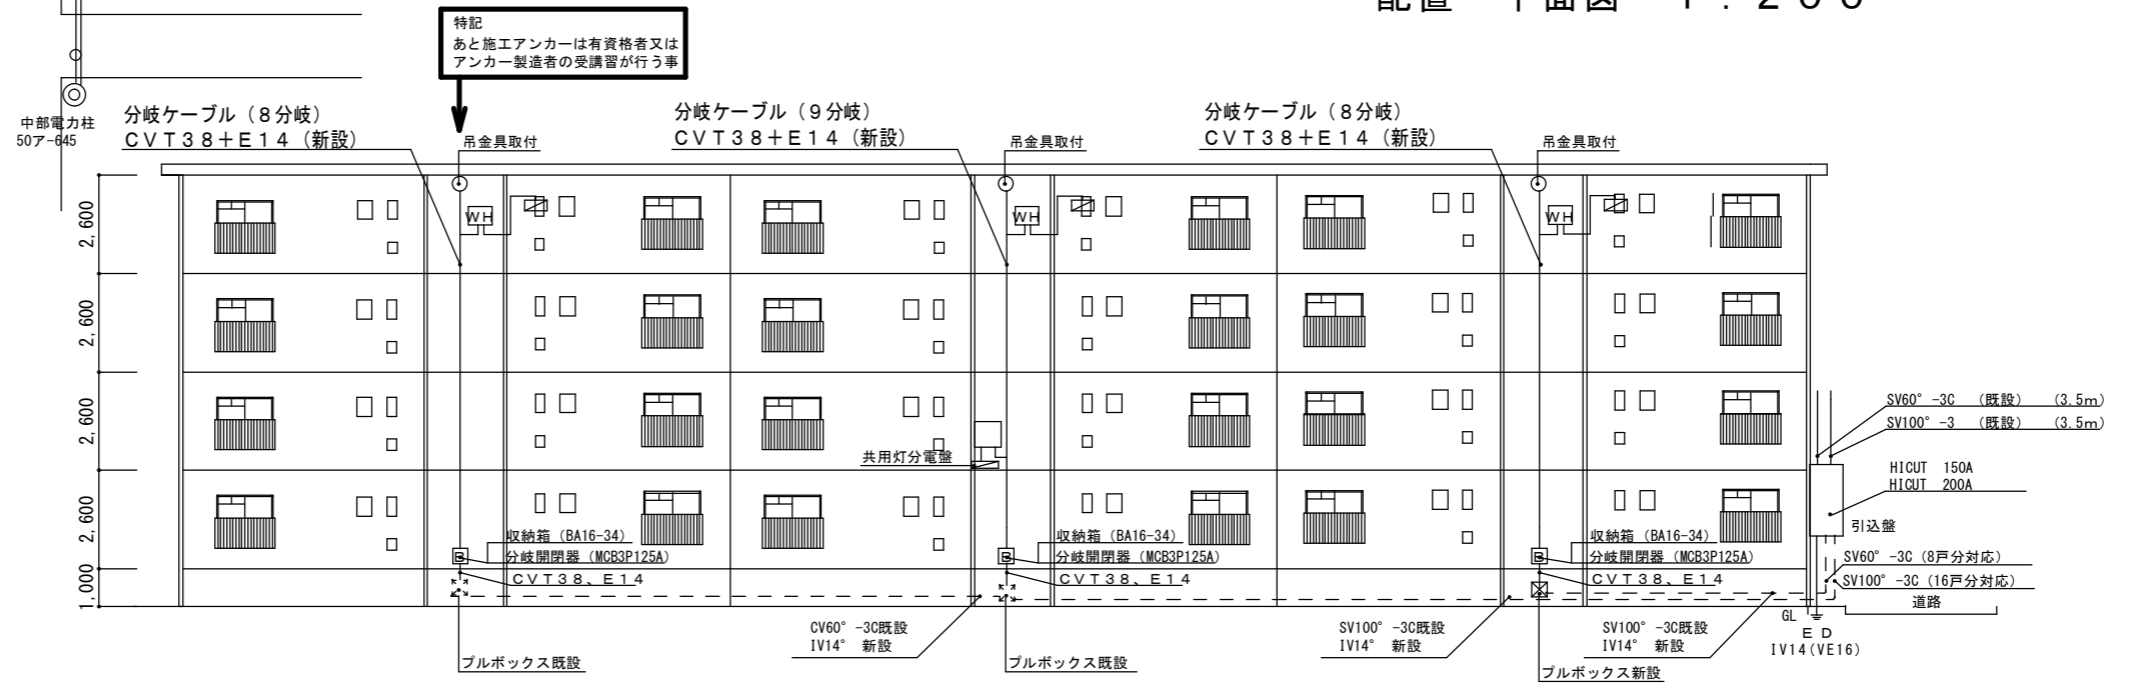 配置 平面図 1:200
特記
あと施工アンカーは有資格者又は
アンカー製造者の受講習が行う事
中部電力柱
50ア-645
分岐ケーブル（8分岐）
CVT38+E14（新設）
吊金具取付
分岐ケーブル（9分岐）
CVT38+E14（新設）
吊金具取付
分岐ケーブル（8分岐）
CVT38+E14（新設）
吊金具取付
WH
WH
WH
2,600
2,600
2,600
2,600
1,000
共用灯分電盤
SV60°-3C （既設） （3.5m）
SV100°-3 （既設） （3.5m）
HICUT 150A
HICUT 200A
引込盤
収納箱（BA16-34）
分岐開閉器（MCB3P125A）
CVT38、E14
B
収納箱（BA16-34）
分岐開閉器（MCB3P125A）
CVT38、E14
B
収納箱（BA16-34）
分岐開閉器（MCB3P125A）
CVT38、E14
B
SV60°-3C（8戸分対応）
SV100°-3C（16戸分対応）
道路
GL
ED
IV14(VE16)
CV60°-3C既設
IV14° 新設
SV100°-3C既設
IV14° 新設
SV100°-3C既設
IV14° 新設
プルボックス既設
プルボックス既設
プルボックス新設